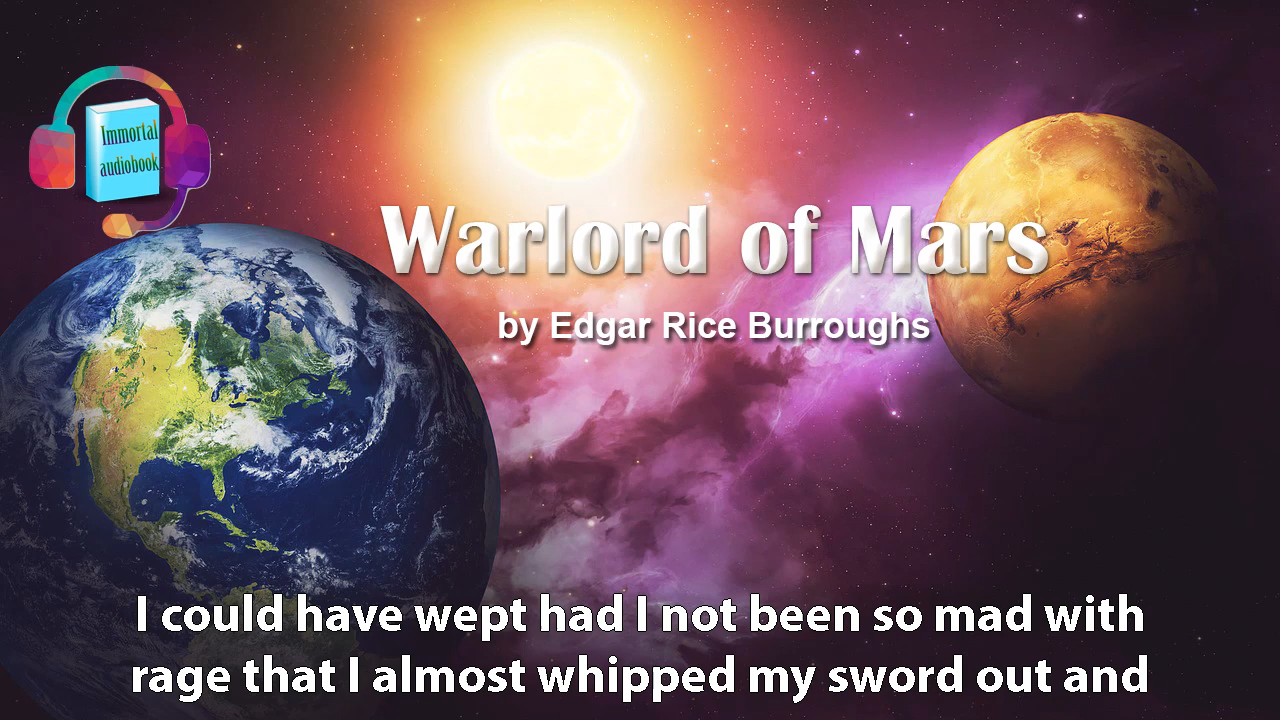 Immortal
audiobook
Warlord of Mars
by Edgar Rice Burroughs
I could have wept had I not been so mad with
rage that I almost whipped my sword out and